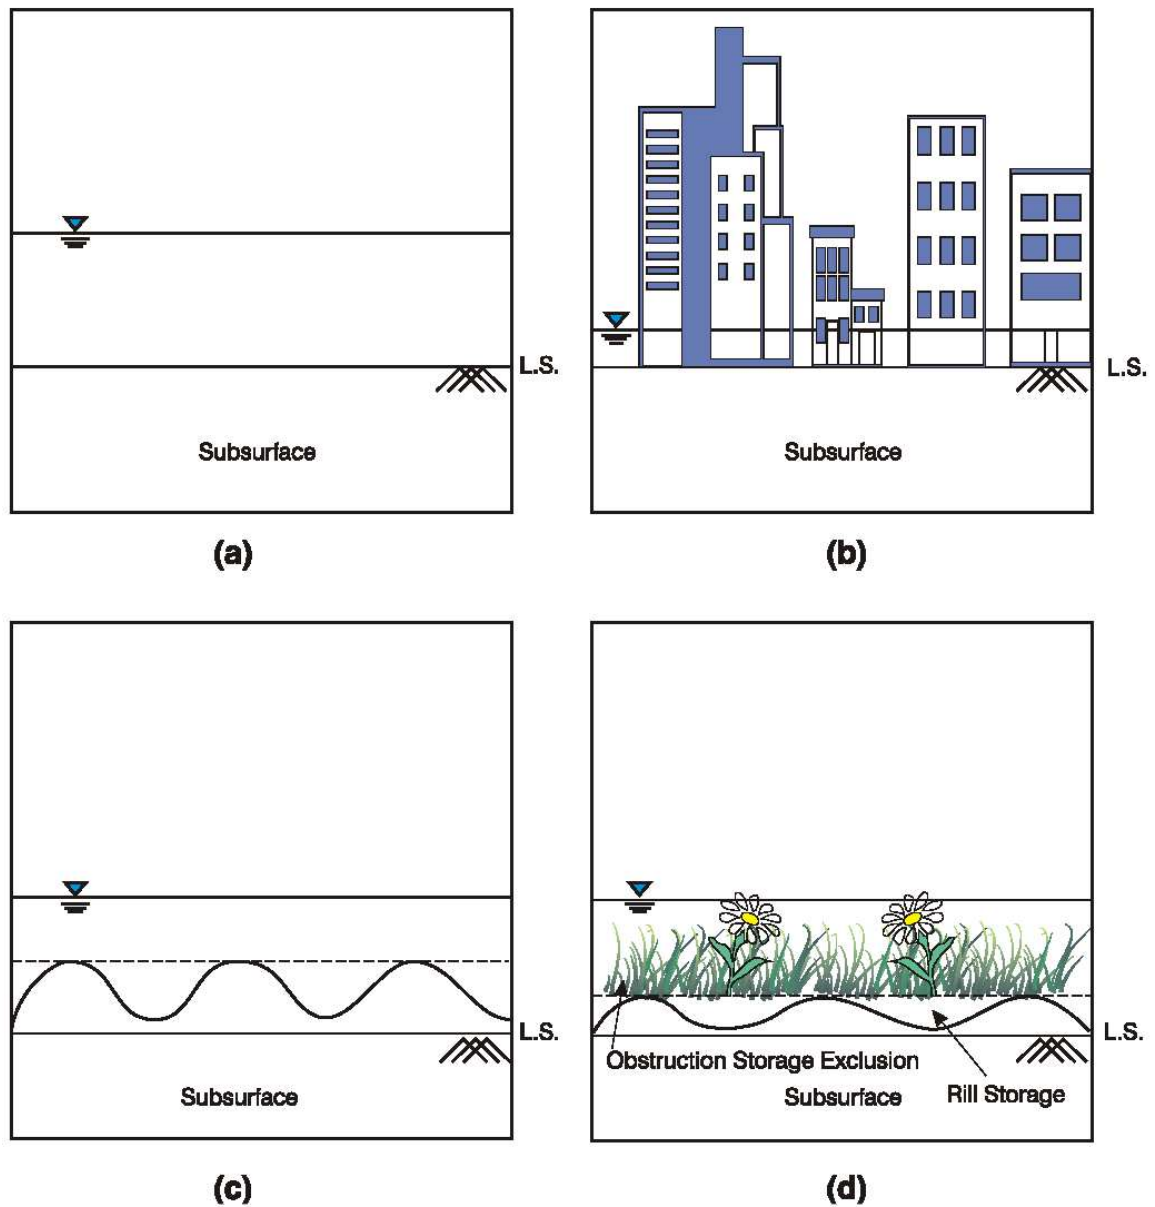 L.S.
Subsurface
(a)
L.S.
Subsurface
(b)
L.S.
Subsurface
(c)
L.S.
Obstruction Storage Exclusion
Rill Storage
Subsurface
(d)